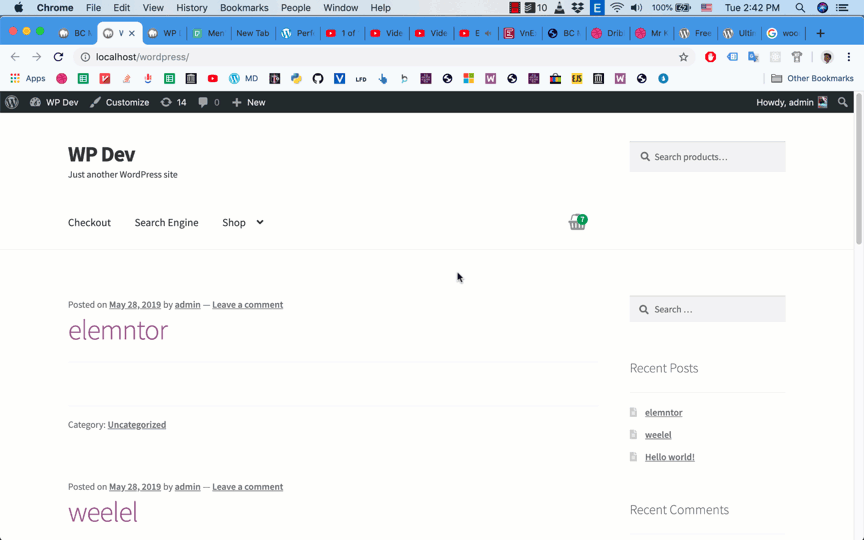 Chrome File Edit View History Bookmarks People Window Help 10 E 100% Tue 2:42 PM
BC W WP Men New Tab Perf 1 of Vide Vide E VnE BC Drib Mr K Free Ulti woo
localhost/wordpress/
Apps MD LFD EJS Other Bookmarks
WP Dev Customize 14 0 New Howdy, admin
WP Dev
Just another WordPress site
Search products…
Checkout Search Engine Shop 7
Posted on May 28, 2019 by admin — Leave a comment
elemntor
Category: Uncategorized
Posted on May 28, 2019 by admin — Leave a comment
weelel
Search …
Recent Posts
elemntor
weelel
Hello world!
Recent Comments